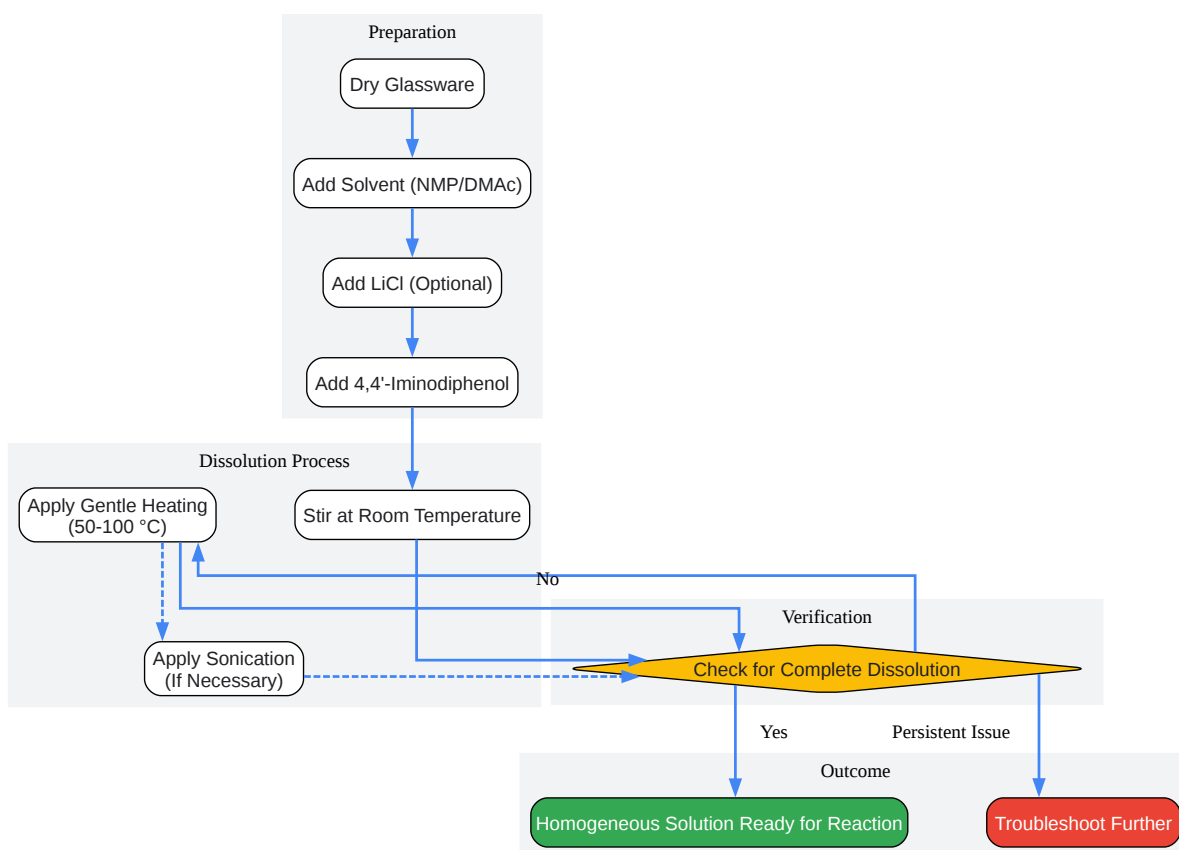 Preparation
Dry Glassware
Add Solvent (NMP/DMAc)
Add LiCl (Optional)
Add 4,4'-Iminodiphenol
Dissolution Process
Apply Gentle Heating
(50-100 °C)
Stir at Room Temperature
No
Verification
Apply Sonication
(If Necessary)
Check for Complete Dissolution
Yes
Persistent Issue
Outcome
Homogeneous Solution Ready for Reaction
Troubleshoot Further